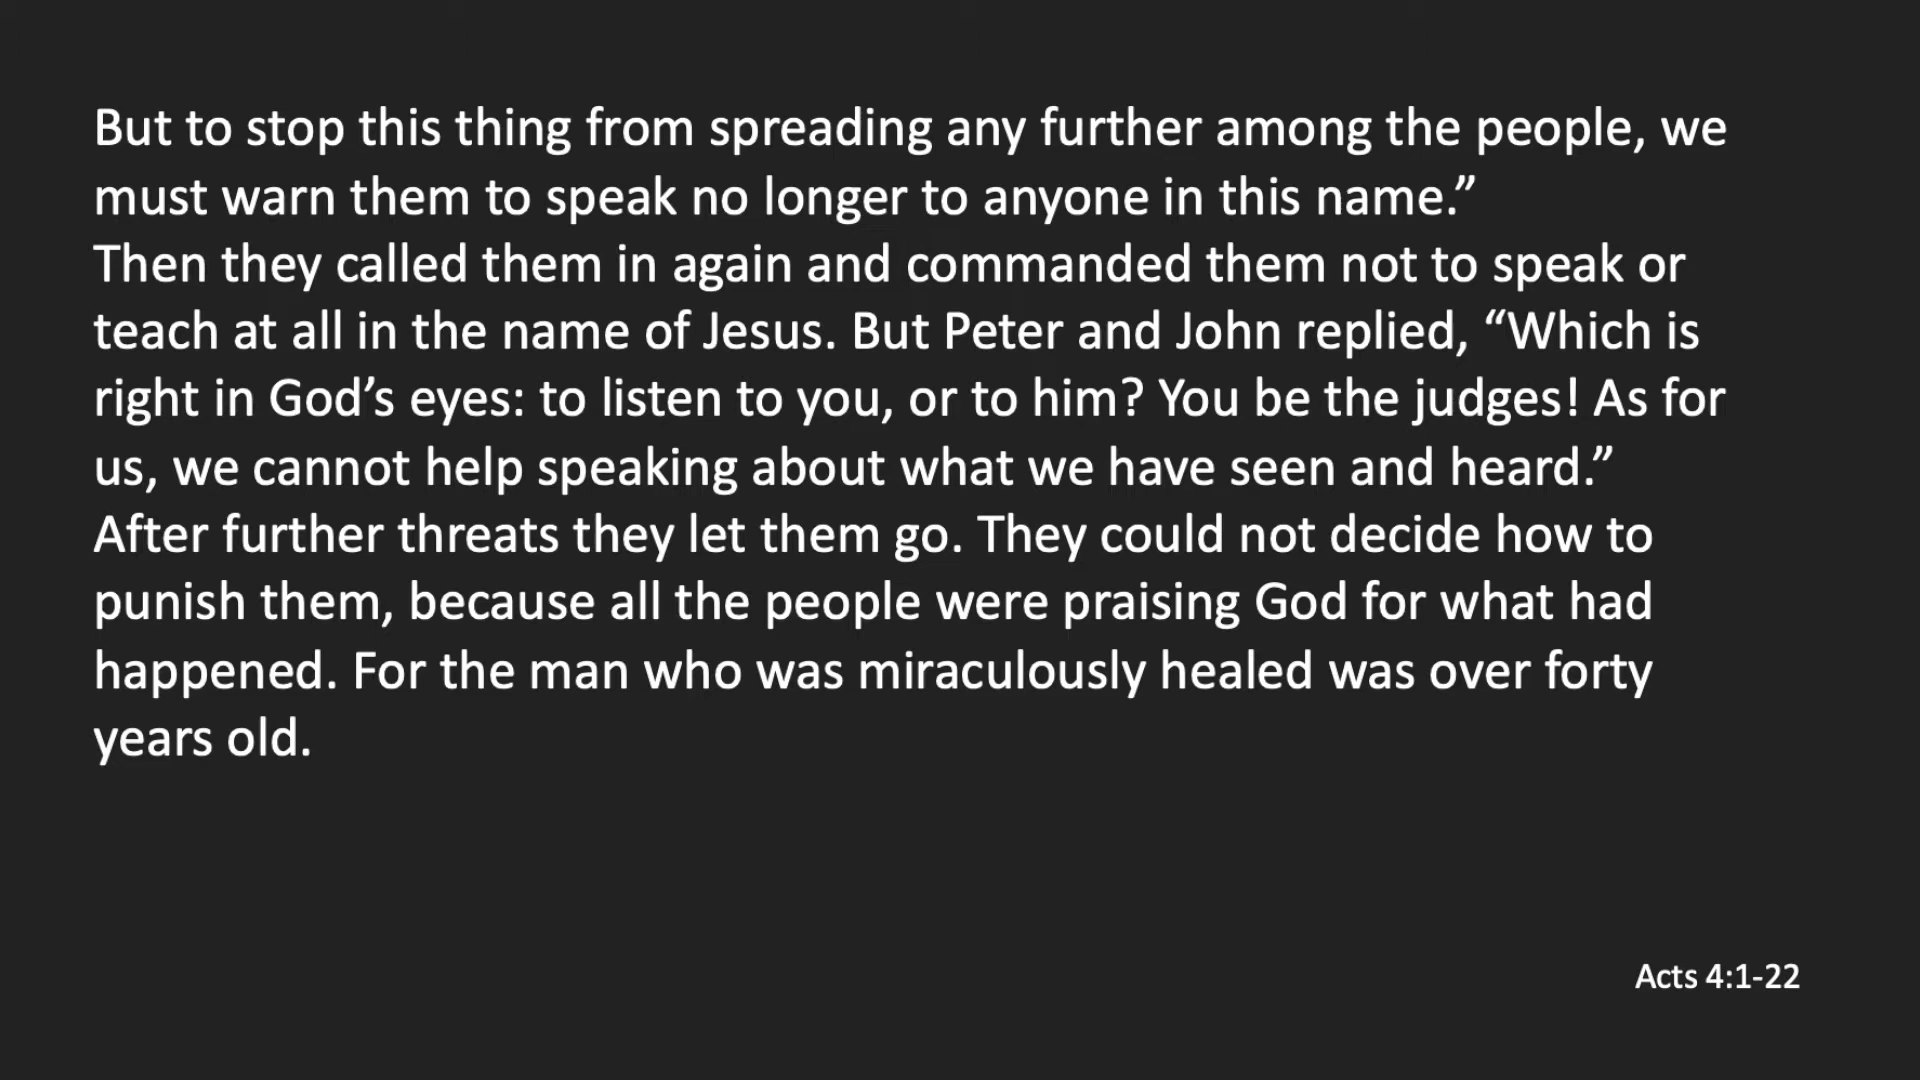 But to stop this thing from spreading any further among the people, we
must warn them to speak no longer to anyone in this name.”
Then they called them in again and commanded them not to speak or
teach at all in the name of Jesus. But Peter and John replied, “Which is
right in God’s eyes: to listen to you, or to him? You be the judges! As for
us, we cannot help speaking about what we have seen and heard.”
After further threats they let them go. They could not decide how to
punish them, because all the people were praising God for what had
happened. For the man who was miraculously healed was over forty
years old.
Acts 4:1-22